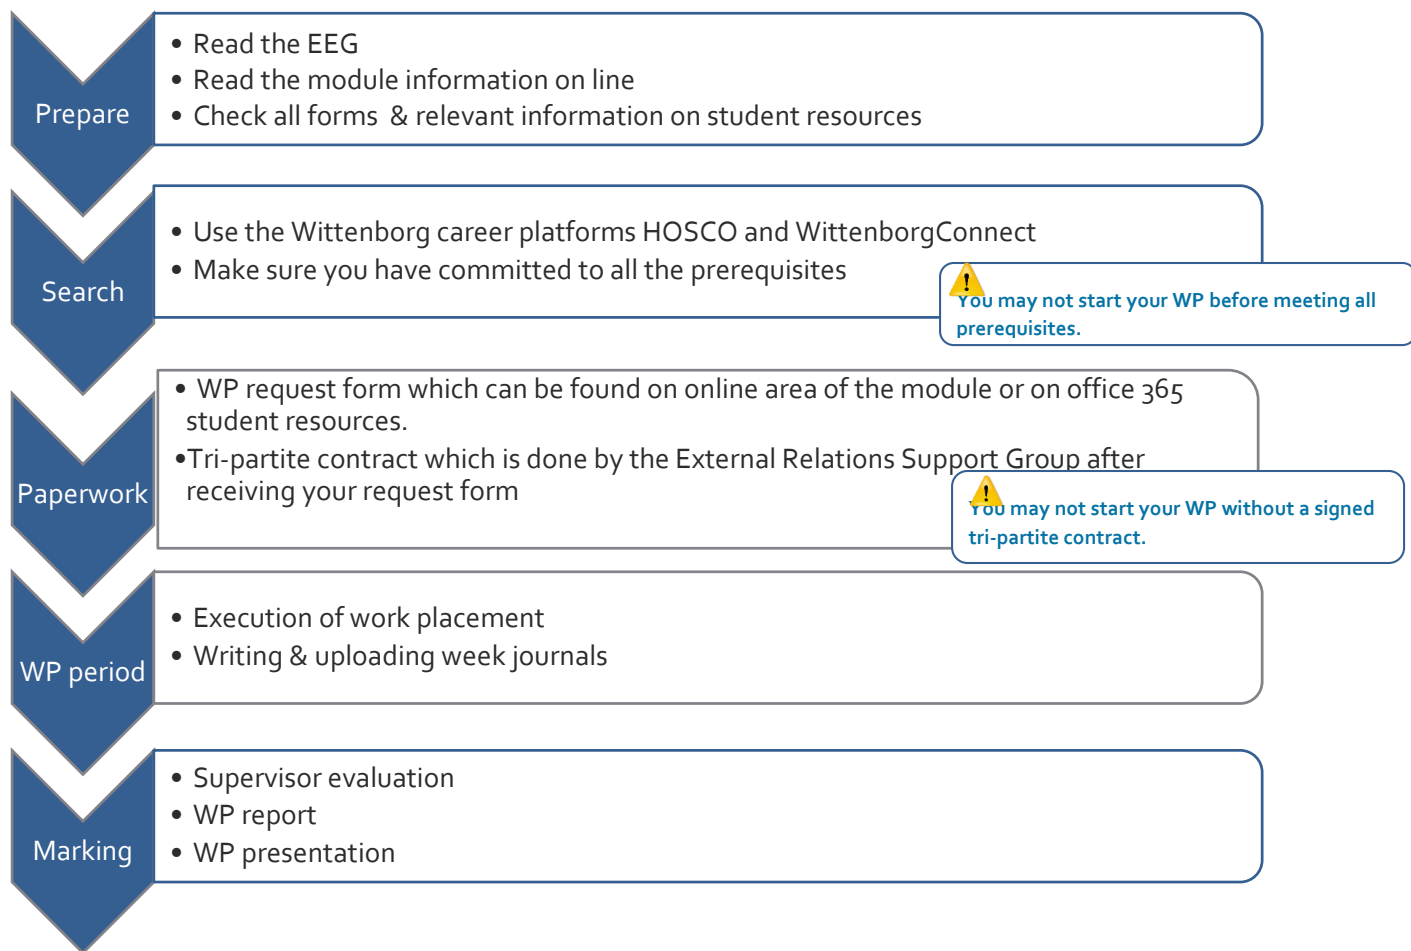 Prepare
• Read the EEG
• Read the module information on line
• Check all forms & relevant information on student resources
Search
• Use the Wittenborg career platforms HOSCO and WittenborgConnect
• Make sure you have committed to all the prerequisites
You may not start your WP before meeting all
prerequisites.
Paperwork
• WP request form which can be found on online area of the module or on office 365
student resources.
•Tri-partite contract which is done by the External Relations Support Group after
receiving your request form
You may not start your WP without a signed
tri-partite contract.
WP period
• Execution of work placement
• Writing & uploading week journals
Marking
• Supervisor evaluation
• WP report
• WP presentation